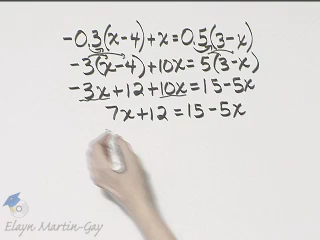 -0.3(x-4)+x=0.5(3-x)
-3(x-4)+10x=5(3-x)
-3x+12+10x=15-5x
7x+12=15-5x
Elayn Martin-Gay